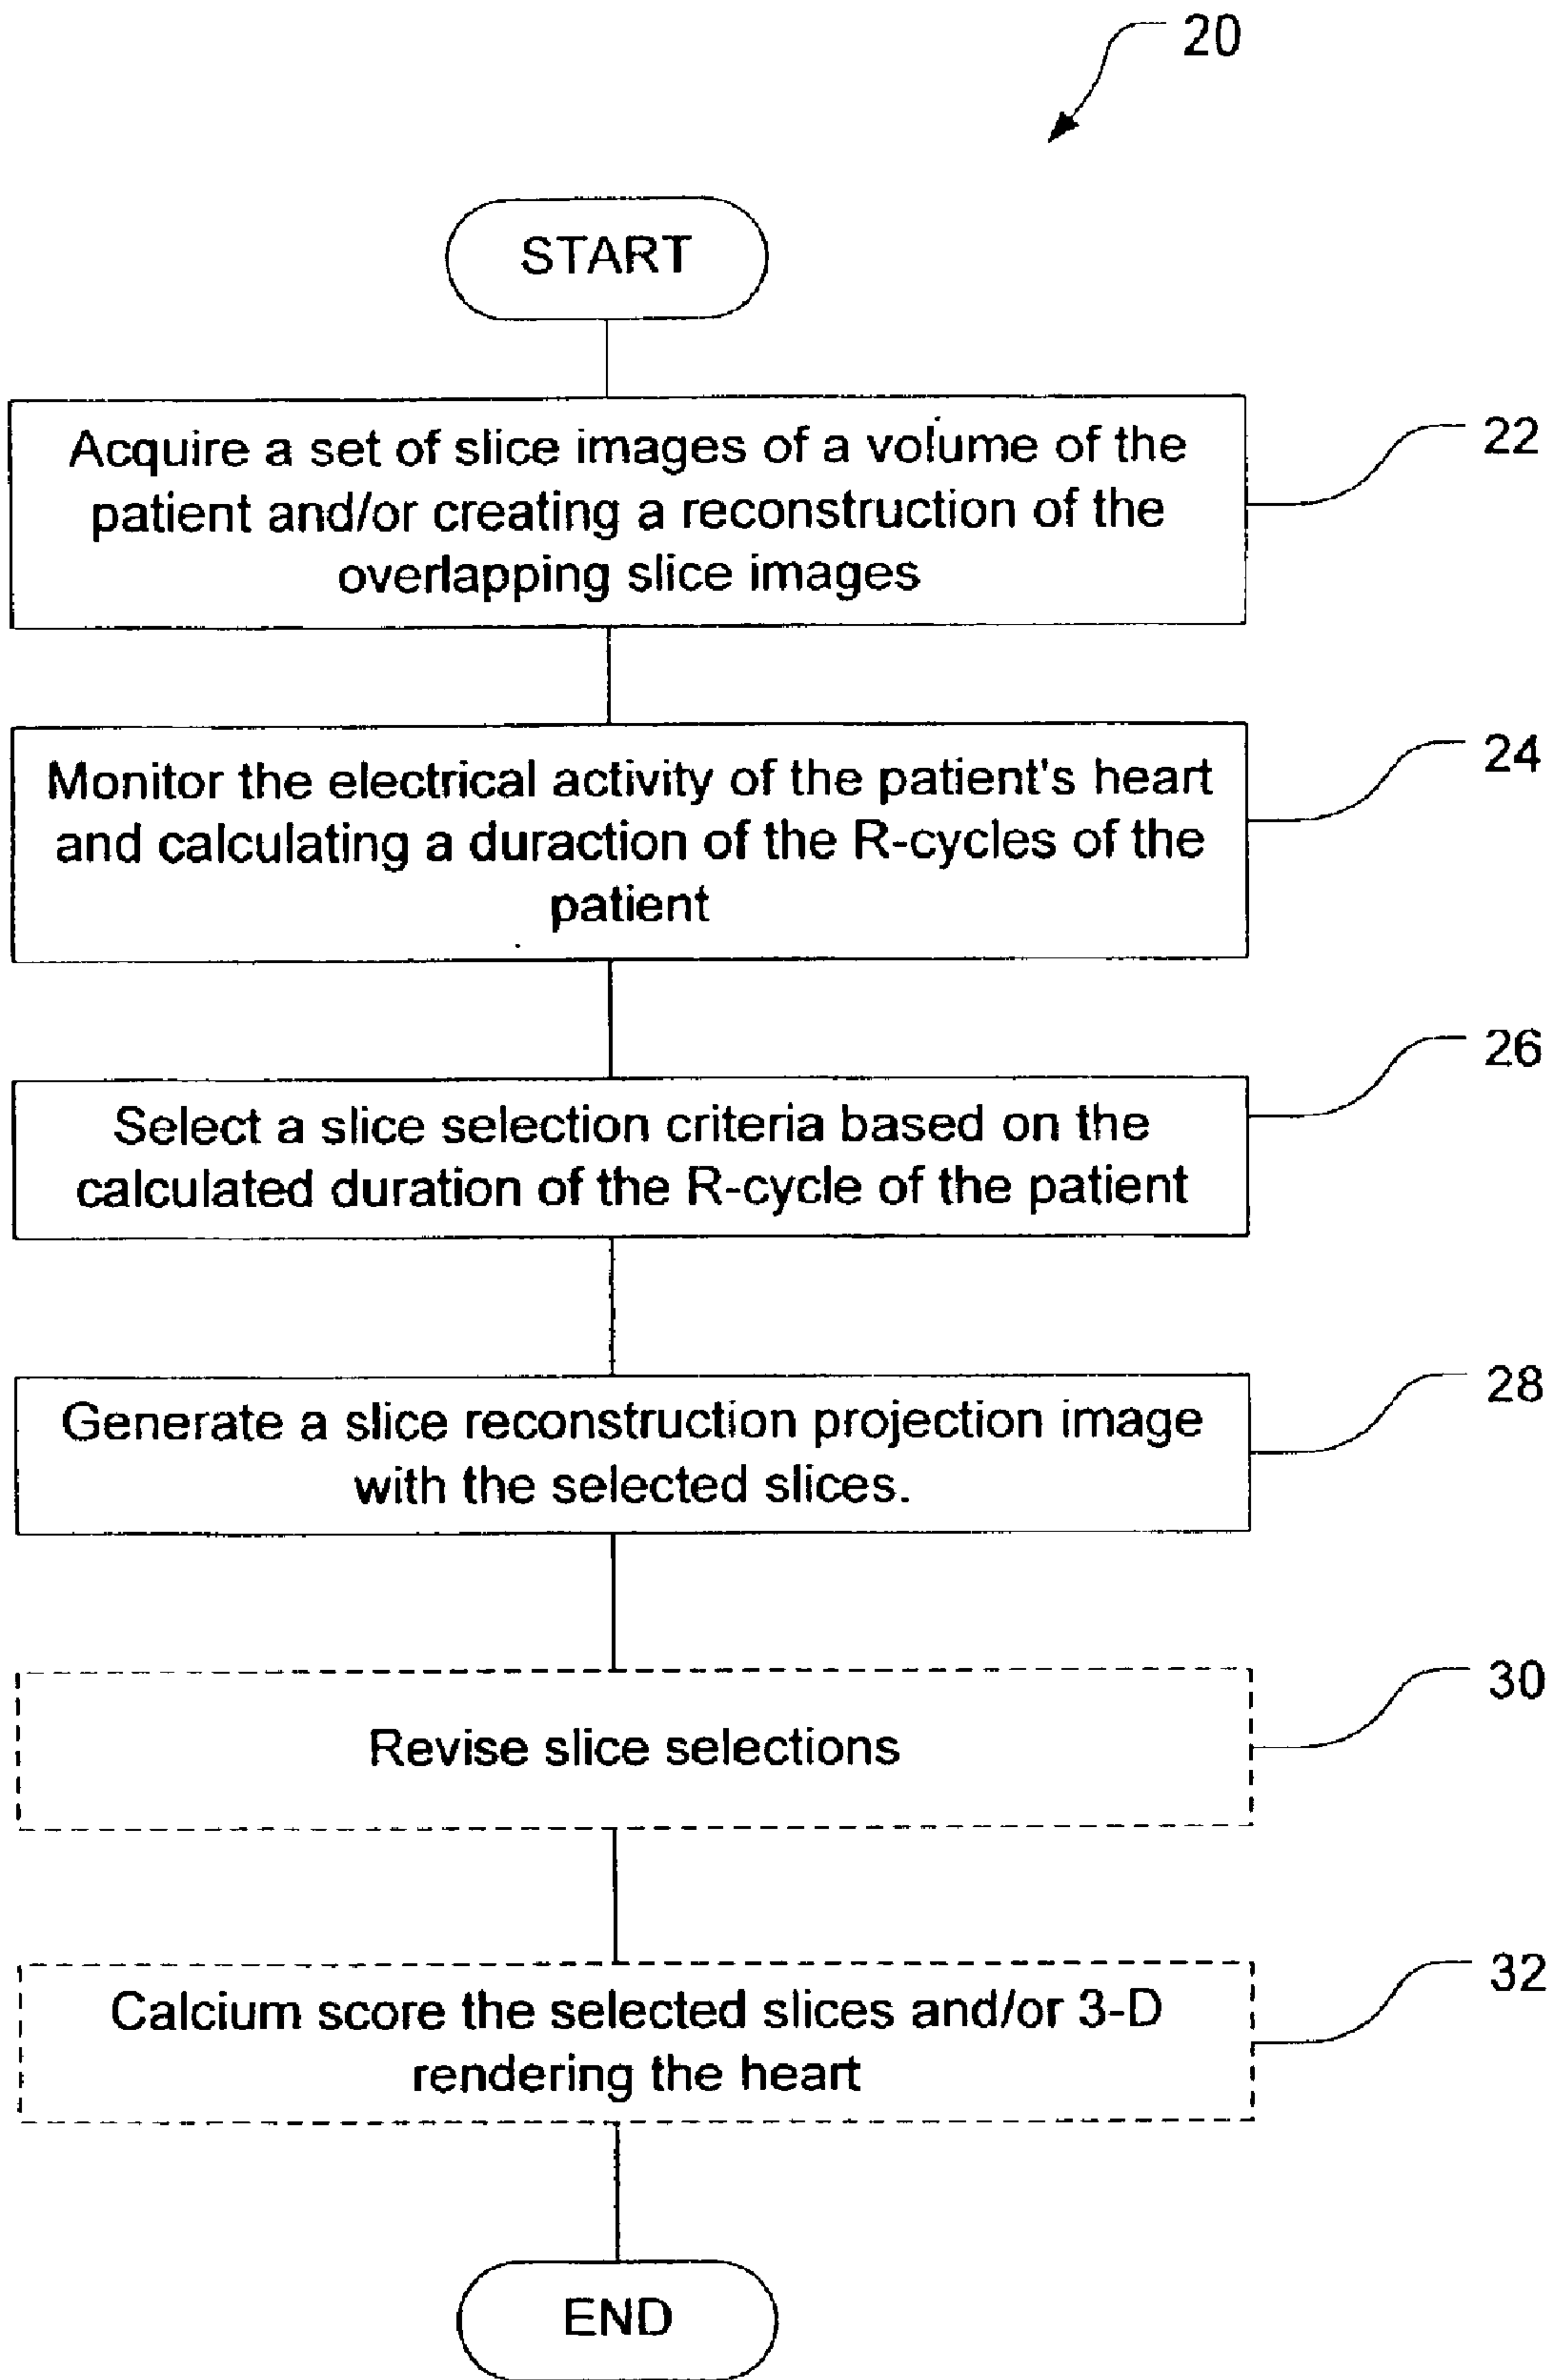 20
START
Acquire a set of slice images of a volume of the
patient and/or creating a reconstruction of the
overlapping slice images
22
Monitor the electrical activity of the patient's heart
and calculating a duraction of the R-cycles of the
patient
24
Select a slice selection criteria based on the
calculated duration of the R-cycle of the patient
26
Generate a slice reconstruction projection image
with the selected slices.
28
Revise slice selections
30
Calcium score the selected slices and/or 3-D
rendering the heart
32
END